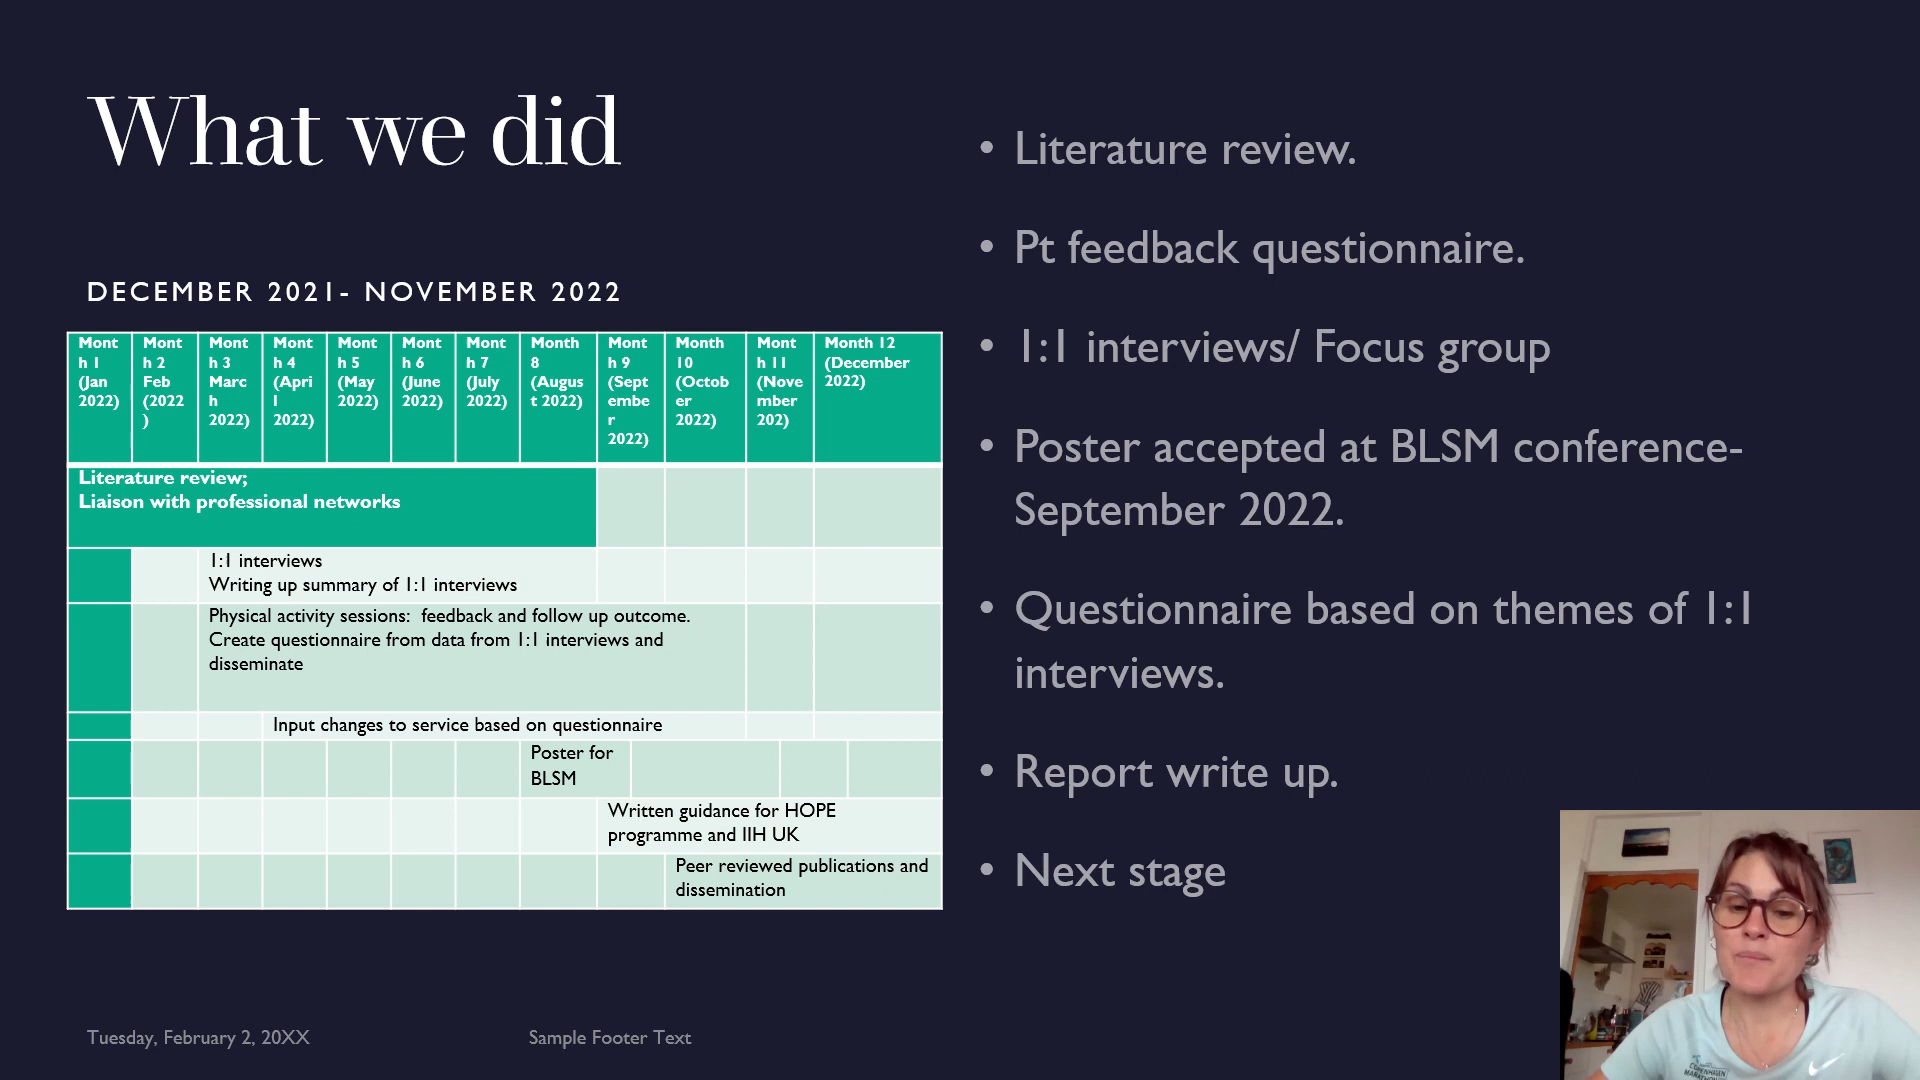 What we did
DECEMBER 2021- NOVEMBER 2022
Mont
h 1
(Jan
2022)
Mont
h 2
Feb
(2022
)
Mont
h 3
Marc
h
2022)
Mont
h 4
(Apri
l
2022)
Mont
h 5
(May
2022)
Mont
h 6
(June
2022)
Mont
h 7
(July
2022)
Month
8
(Augus
t 2022)
Mont
h 9
(Sept
embe
r
2022)
Month
10
(Octob
er
2022)
Mont
h 11
(Nove
mber
202)
Month 12
(December
2022)
Literature review;
Liaison with professional networks
1:1 interviews
Writing up summary of 1:1 interviews
Physical activity sessions:  feedback and follow up outcome.
Create questionnaire from data from 1:1 interviews and
disseminate
Input changes to service based on questionnaire
Poster for
BLSM
Written guidance for HOPE
programme and IIH UK
Peer reviewed publications and
dissemination
• Literature review.
• Pt feedback questionnaire.
• 1:1 interviews/ Focus group
• Poster accepted at BLSM conference-
September 2022.
• Questionnaire based on themes of 1:1
interviews.
• Report write up.
• Next stage
Tuesday, February 2, 20XX
Sample Footer Text
COPENHAGEN
MARATHON